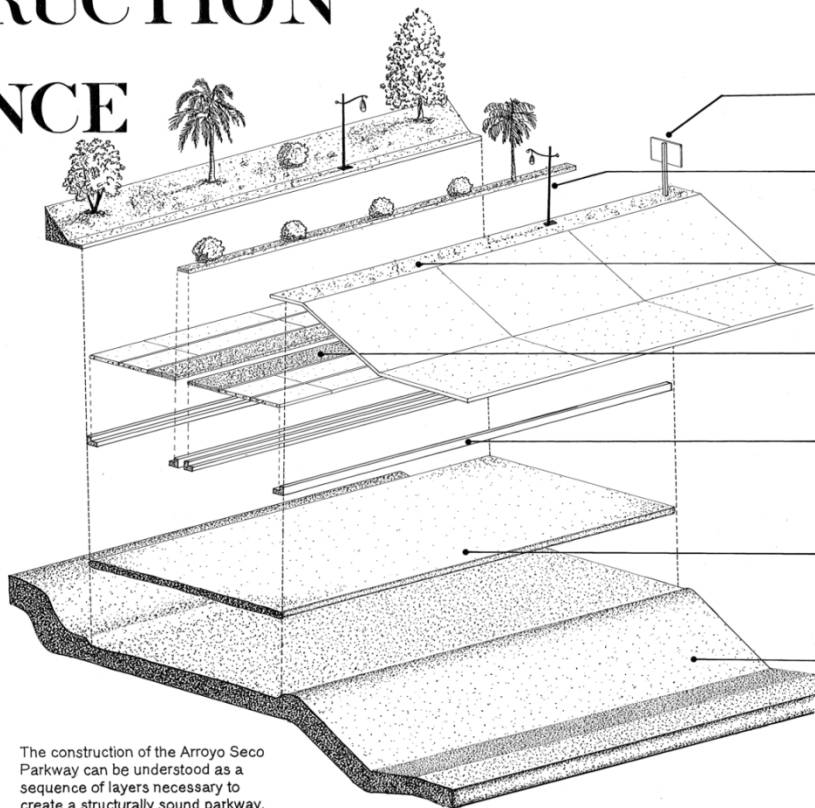 RUCTION
NCE
The construction of the Arroyo Seco
Parkway can be understood as a
sequence of layers necessary to
create a structurally sound parkway.